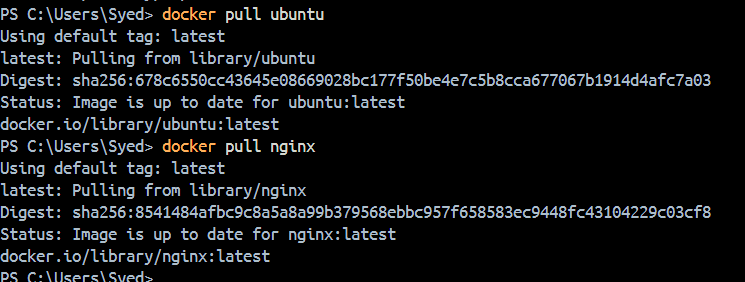 PS C:\Users\Syed> docker pull ubuntu
Using default tag: latest
latest: Pulling from library/ubuntu
Digest: sha256:678c6550cc43645e08669028bc177f50be4e7c5b8cca677067b1914d4afc7a03
Status: Image is up to date for ubuntu:latest
docker.io/library/ubuntu:latest
PS C:\Users\Syed> docker pull nginx
Using default tag: latest
latest: Pulling from library/nginx
Digest: sha256:8541484afbc9c8a5a8a99b379568ebbc957f658583ec9448fc43104229c03cf8
Status: Image is up to date for nginx:latest
docker.io/library/nginx:latest
PS C:\Users\Syed>